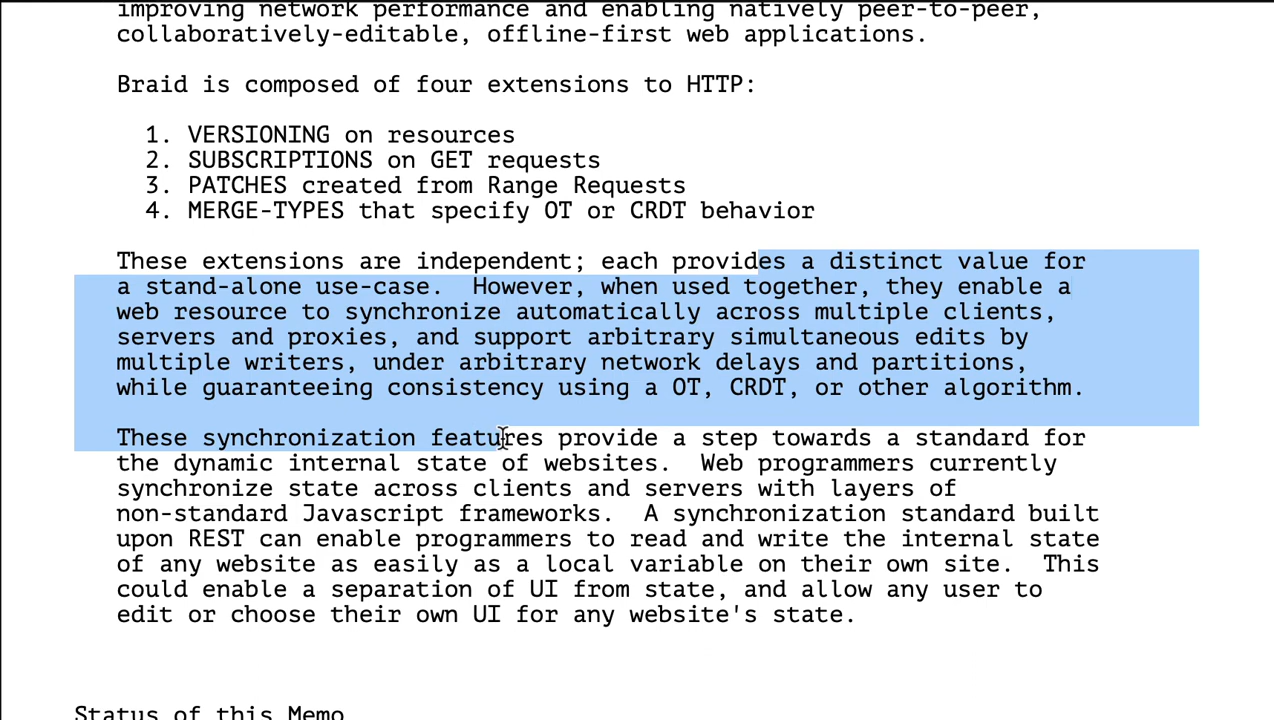 improving network performance and enabling natively peer-to-peer,
collaboratively-editable, offline-first web applications.
Braid is composed of four extensions to HTTP:
1. VERSIONING on resources
2. SUBSCRIPTIONS on GET requests
3. PATCHES created from Range Requests
4. MERGE-TYPES that specify OT or CRDT behavior
These extensions are independent; each provides a distinct value for
a stand-alone use-case.  However, when used together, they enable a
web resource to synchronize automatically across multiple clients,
servers and proxies, and support arbitrary simultaneous edits by
multiple writers, under arbitrary network delays and partitions,
while guaranteeing consistency using a OT, CRDT, or other algorithm.
These synchronization features provide a step towards a standard for
the dynamic internal state of websites.  Web programmers currently
synchronize state across clients and servers with layers of
non-standard Javascript frameworks.  A synchronization standard built
upon REST can enable programmers to read and write the internal state
of any website as easily as a local variable on their own site.  This
could enable a separation of UI from state, and allow any user to
edit or choose their own UI for any website's state.
Status of this Memo